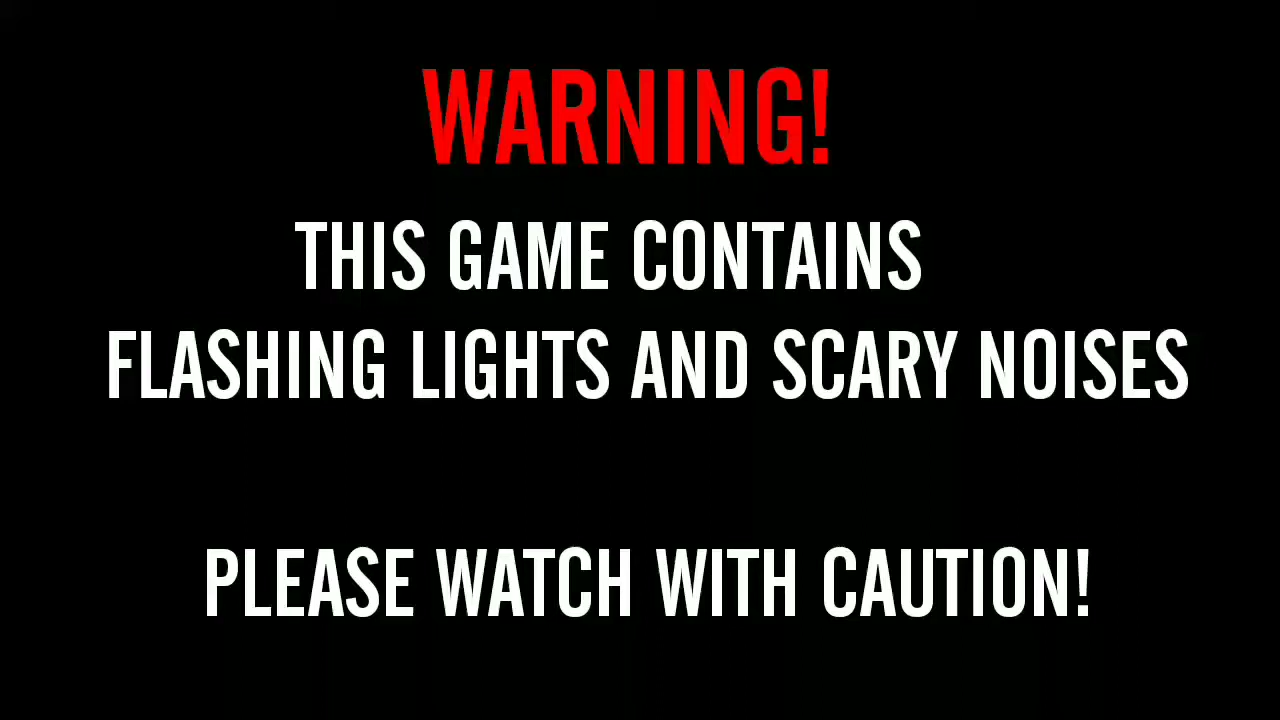 WARNING!
THIS GAME CONTAINS
FLASHING LIGHTS AND SCARY NOISES
PLEASE WATCH WITH CAUTION!